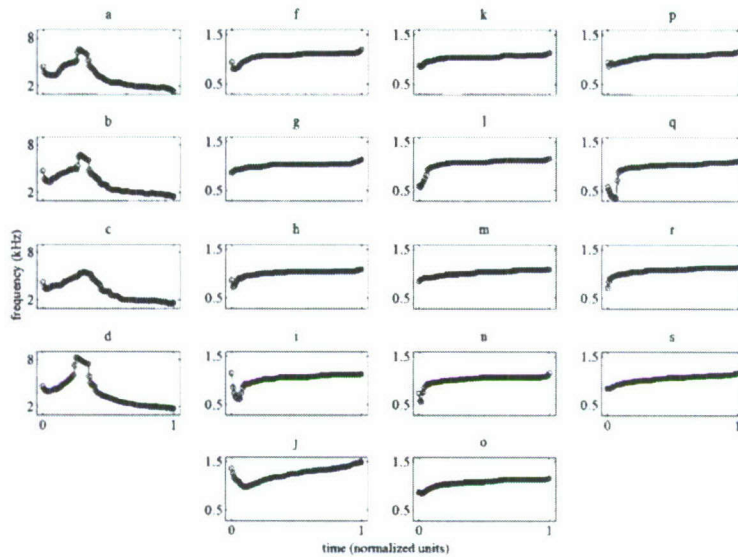 a f k p
8 1.5 1.5 1.5
2 0.5 0.5 0.5
b g l q
8 1.5 1.5 1.5
2 0.5 0.5 0.5
c h m r
8 1.5 1.5 1.5
2 0.5 0.5 0.5
d i n s
8 1.5 1.5 1.5
2 0.5 0.5 0.5
0 1 0 1
j o
1.5 1.5
0.5 0.5
0 1 0 1
frequency (kHz)
time (normalized units)